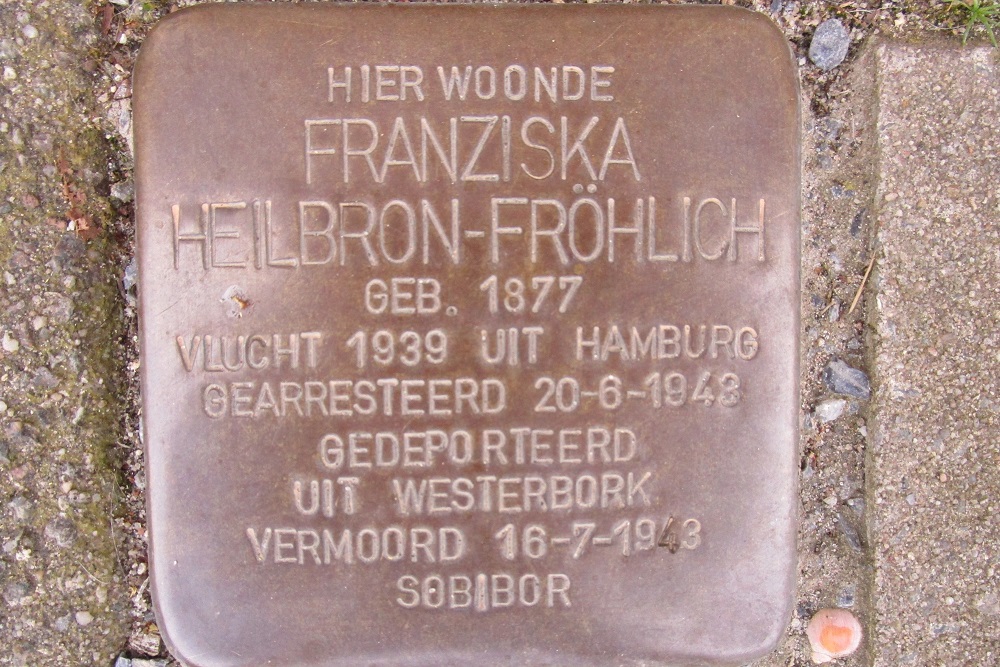 HIER WOONDE
FRANZISKA
HEILBRON-FRÖHLICH
GEB. 1877
VLUCHT 1939 UIT HAMBURG
GEARRESTEERD 20-6-1943
GEDEPORTEERD
UIT WESTERBORK
VERMOORD 16-7-1943
SOBIBOR